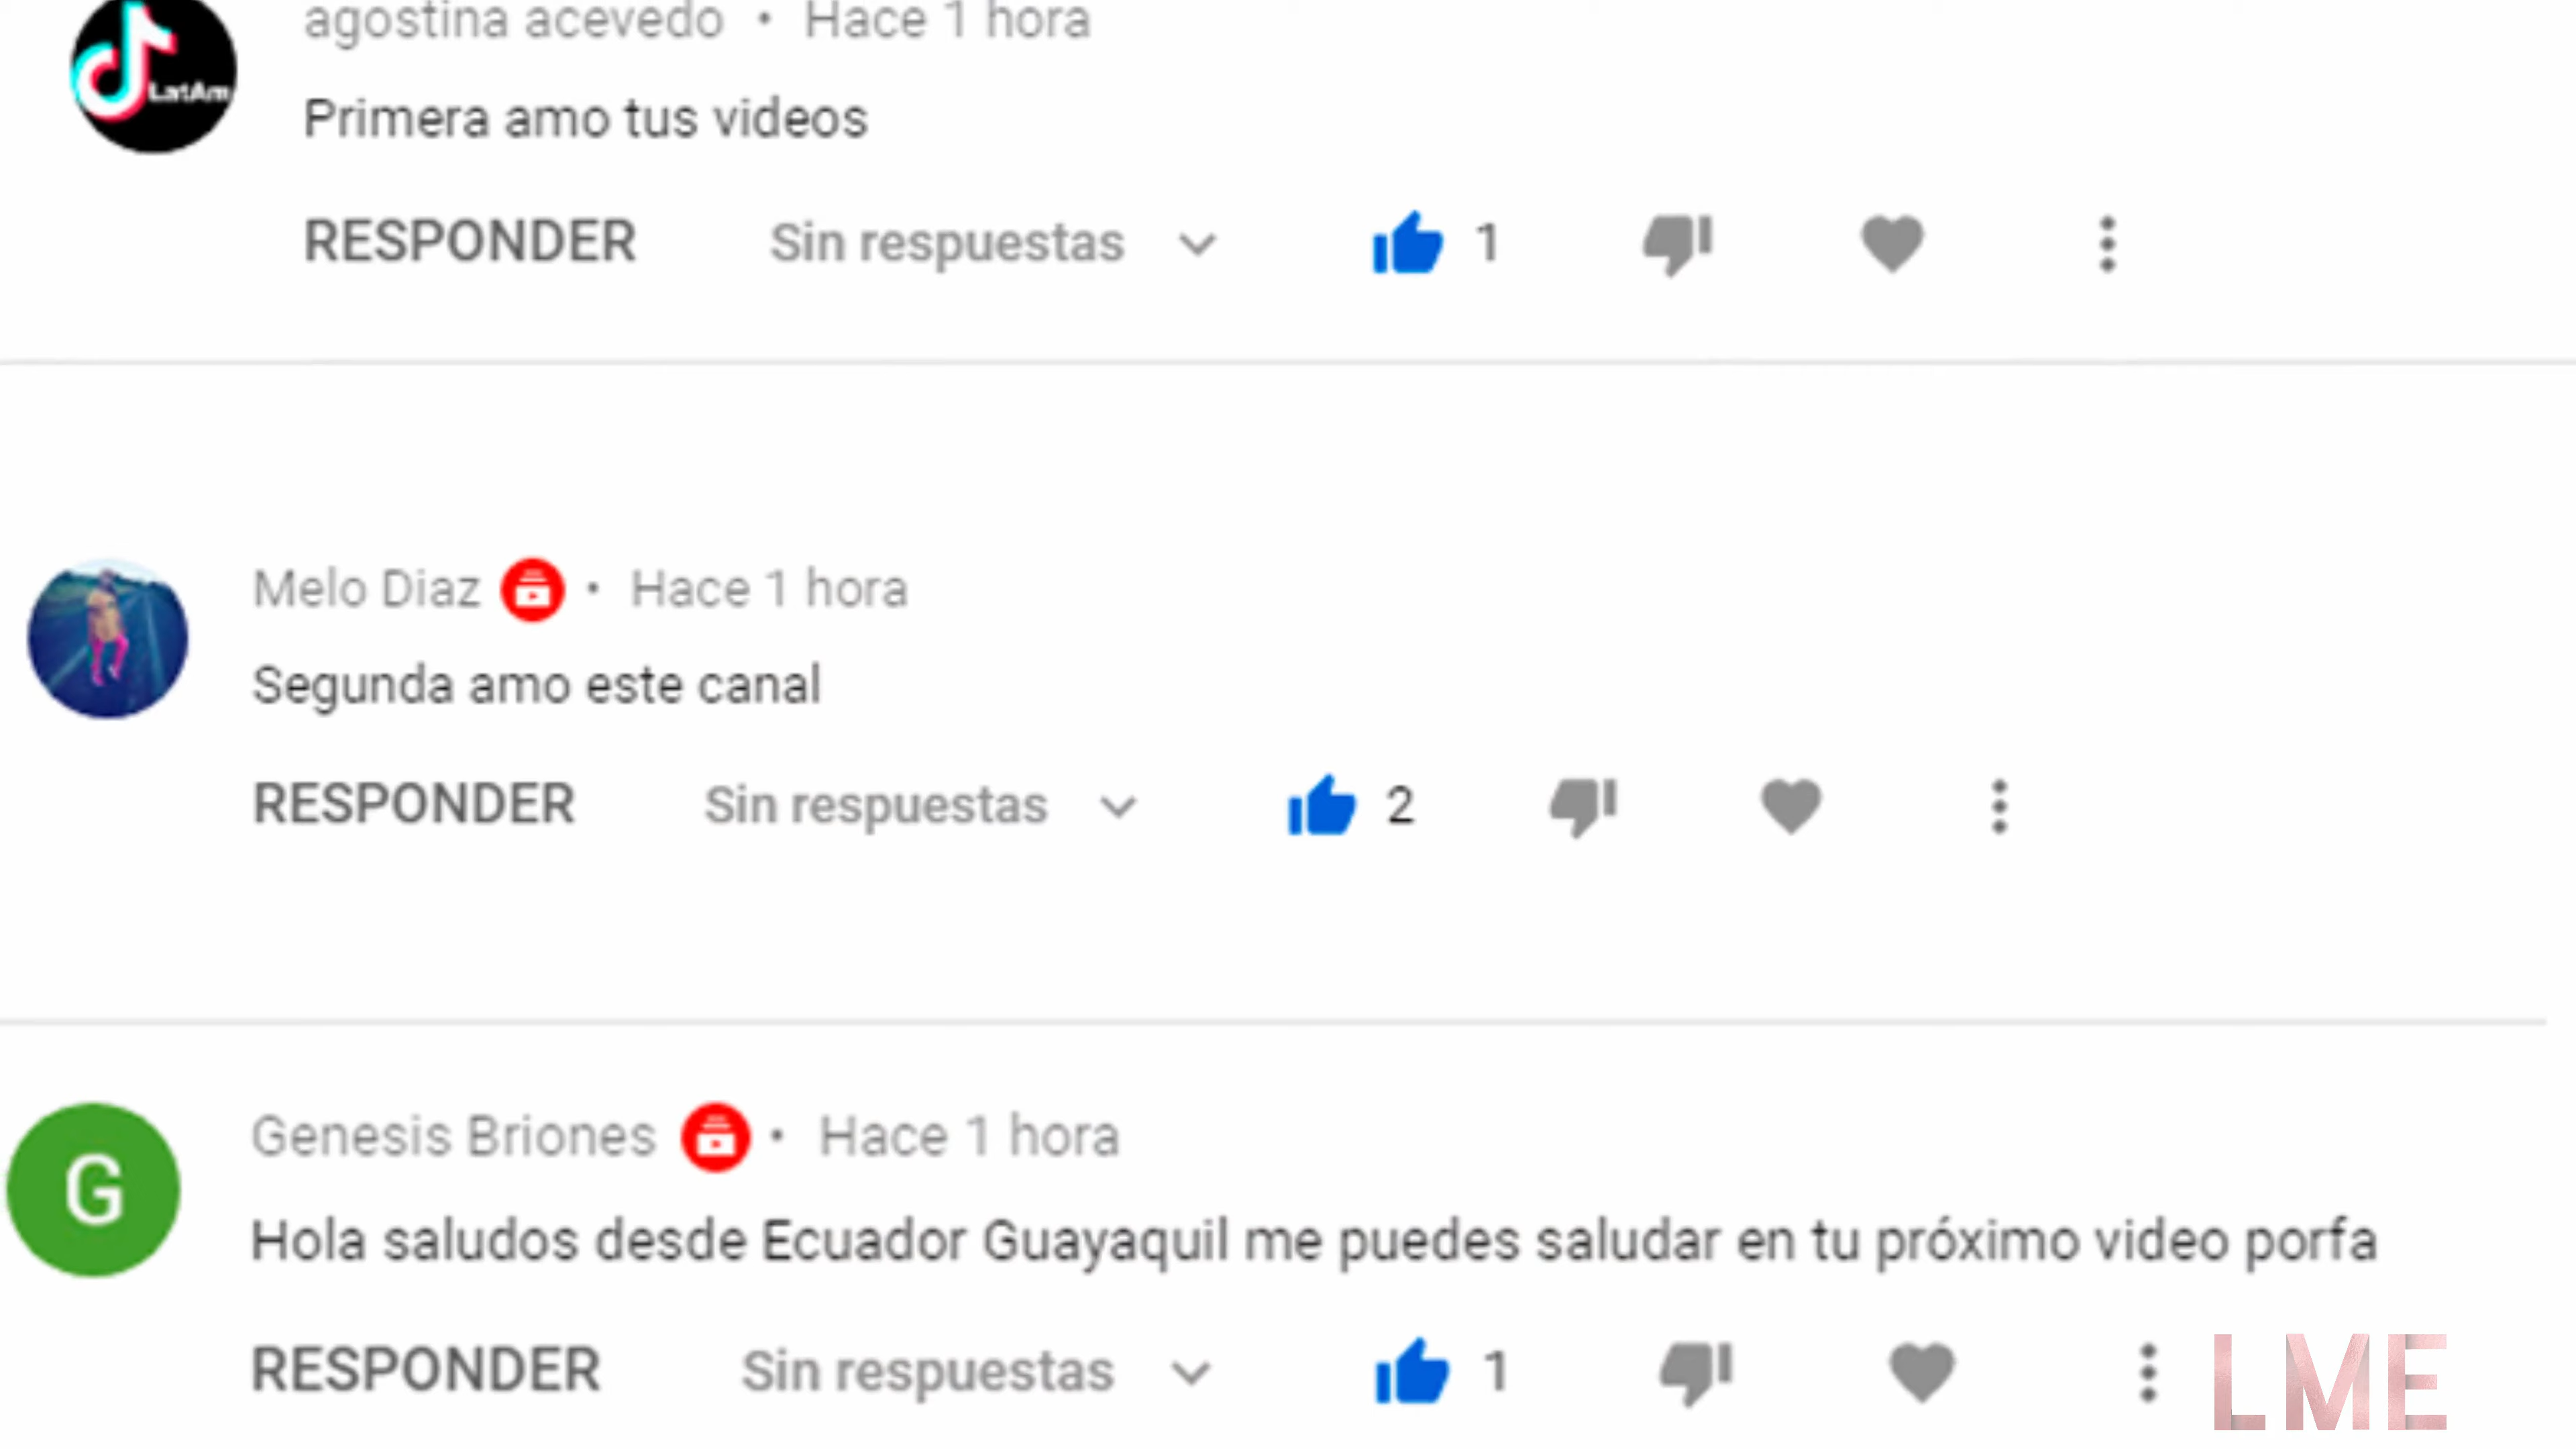 agostina acevedo • Hace 1 hora
LatAm
Primera amo tus videos
RESPONDER Sin respuestas 1
Melo Diaz • Hace 1 hora
Segunda amo este canal
RESPONDER Sin respuestas 2
G
Genesis Briones • Hace 1 hora
Hola saludos desde Ecuador Guayaquil me puedes saludar en tu próximo video porfa
RESPONDER Sin respuestas 1
LME